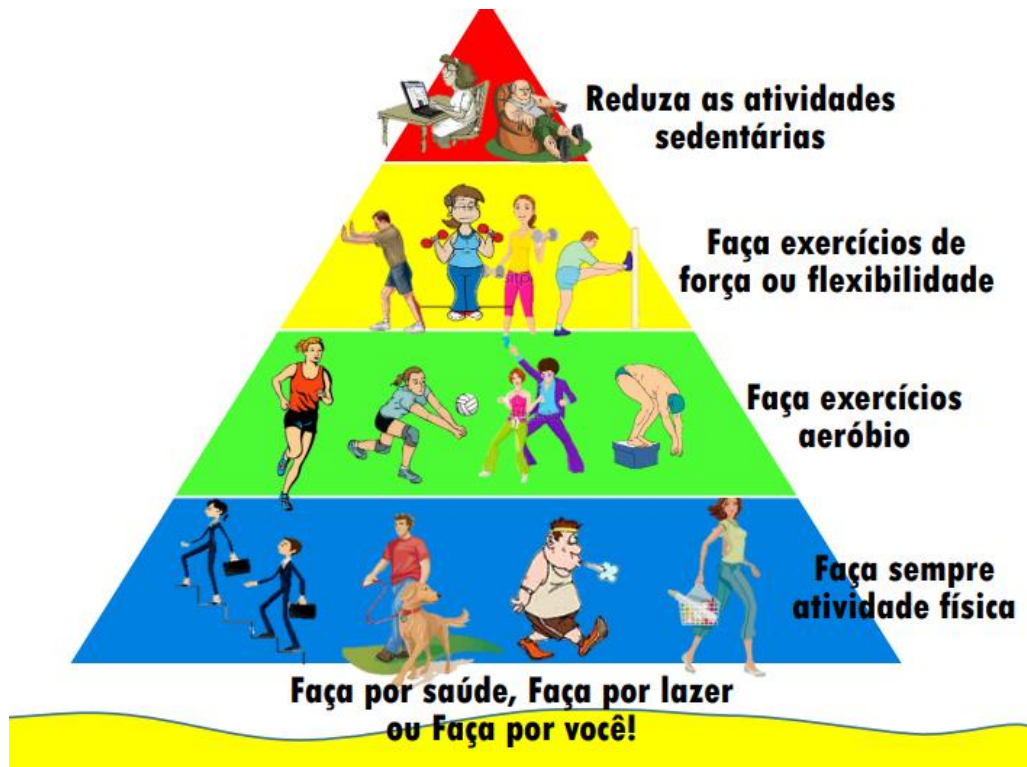 Reduza as atividades
sedentárias
Faça exercícios de
força ou flexibilidade
Faça exercícios
aeróbio
Faça sempre
atividade física
Faça por saúde, Faça por lazer
ou Faça por você!